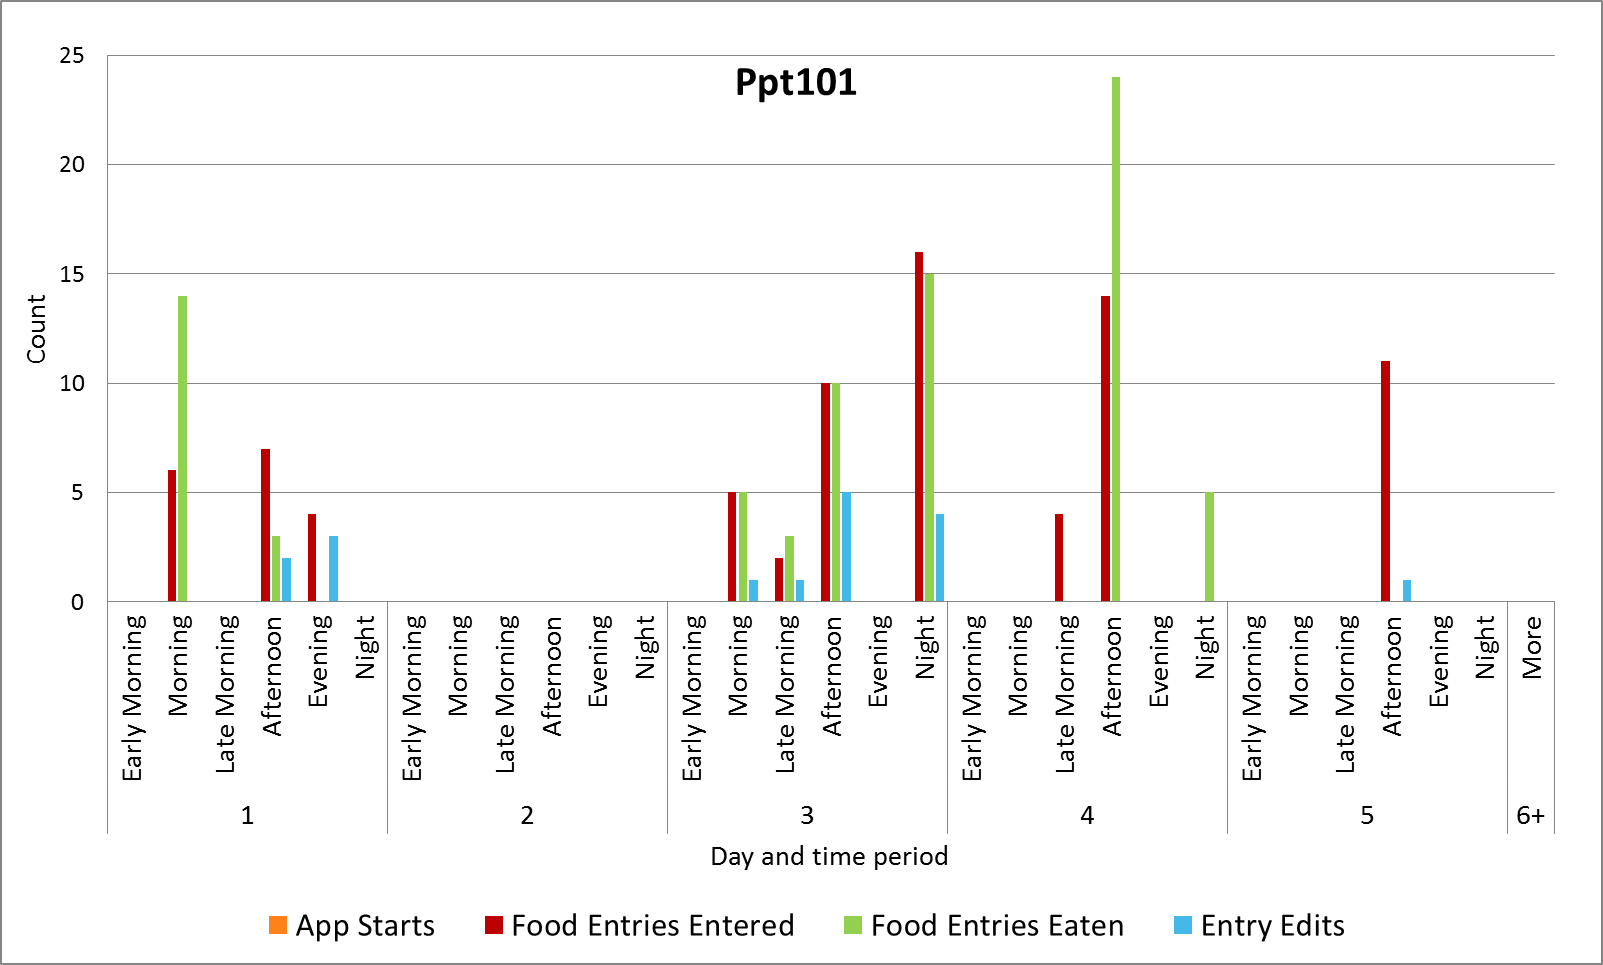 Ppt101
25
20
15
10
5
0
Count
Early Morning
Morning
Late Morning
Afternoon
Evening
Night
Early Morning
Morning
Late Morning
Afternoon
Evening
Night
Early Morning
Morning
Late Morning
Afternoon
Evening
Night
Early Morning
Morning
Late Morning
Afternoon
Evening
Night
Early Morning
Morning
Late Morning
Afternoon
Evening
Night
More
1 2 3 4 5 6+
Day and time period
App Starts Food Entries Entered Food Entries Eaten Entry Edits